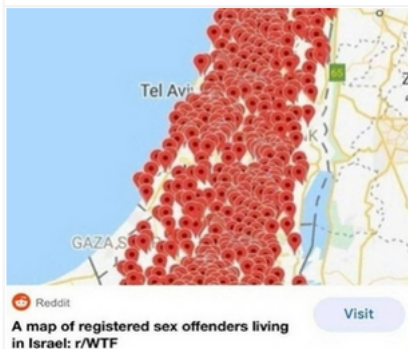 Tel Avi
65
K
GAZA S
Reddit
Visit
A map of registered sex offenders living
in Israel: r/WTF